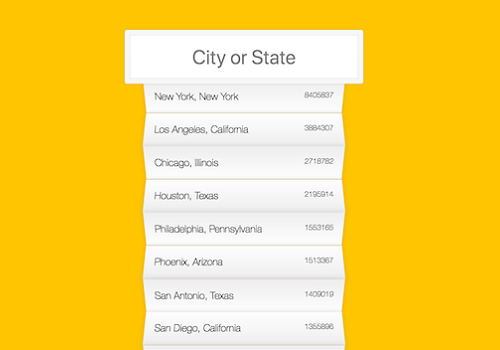 City or State
New York, New York 8405837
Los Angeles, California 3884307
Chicago, Illinois 2718782
Houston, Texas 2195914
Philadelphia, Pennsylvania 1553165
Phoenix, Arizona 1513367
San Antonio, Texas 1409019
San Diego, California 1355896